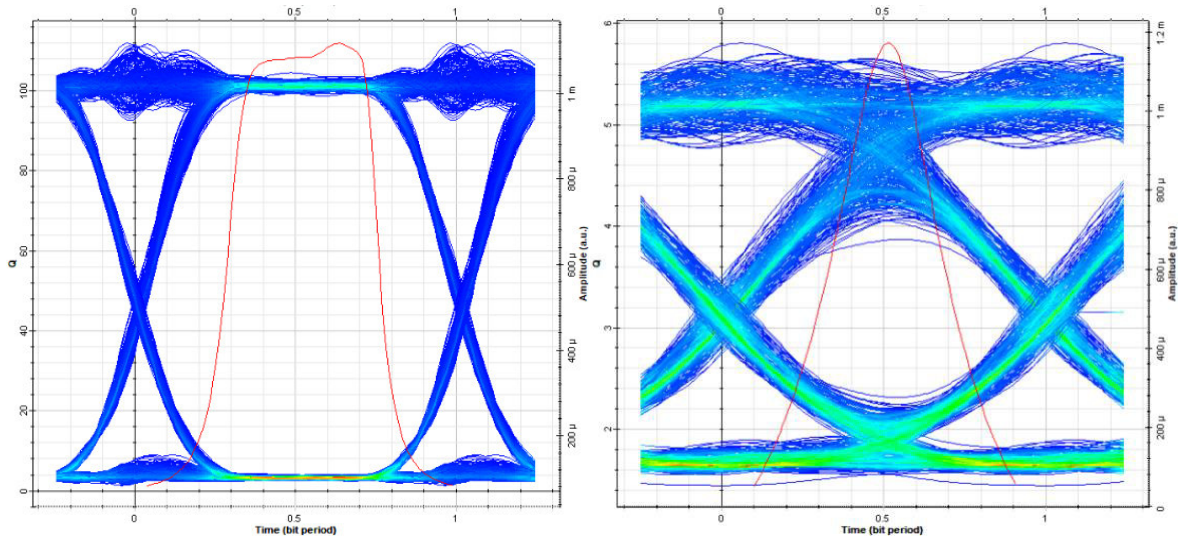 0 0.5 1
100
80
60
40
20
0
Q
1 m
800 µ
600 µ
400 µ
200 µ
Amplitude (a.u.)
0 0.5 1
Time (bit period)
0 0.5 1
6
5
4
3
2
Q
1.2 m
1 m
800 µ
600 µ
400 µ
200 µ
0
Amplitude (a.u.)
0 0.5 1
Time (bit period)